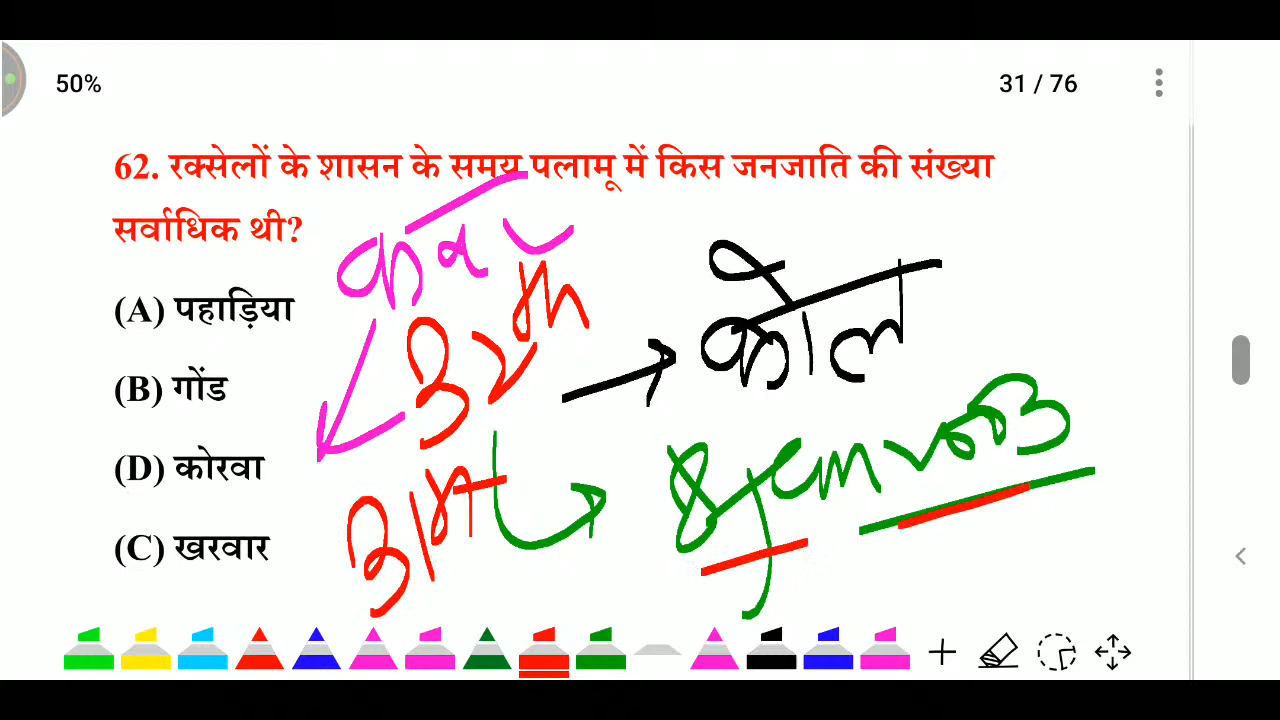 50%
31 / 76
62. रक्सेलों के शासन के समय पलामू में किस जनजाति की संख्या
सर्वाधिक थी?
(A) पहाड़िया
(B) गोंड
(D) कोरवा
(C) खरवार
कोल